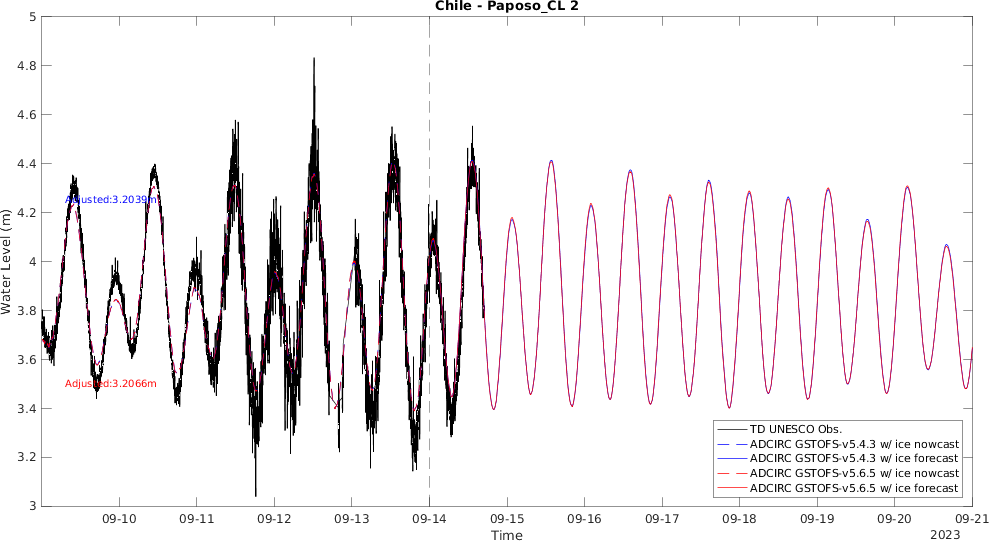 Chile - Paposo_CL 2
5
4.8
4.6
4.4
4.2
4
3.8
3.6
3.4
3.2
3
Water Level (m)
Adjusted:3.2039m
Adjusted:3.2066m
TD UNESCO Obs.
ADCIRC GSTOFS-v5.4.3 w/ ice nowcast
ADCIRC GSTOFS-v5.4.3 w/ ice forecast
ADCIRC GSTOFS-v5.6.5 w/ ice nowcast
ADCIRC GSTOFS-v5.6.5 w/ ice forecast
09-10 09-11 09-12 09-13 09-14 09-15 09-16 09-17 09-18 09-19 09-20 09-21
Time
2023